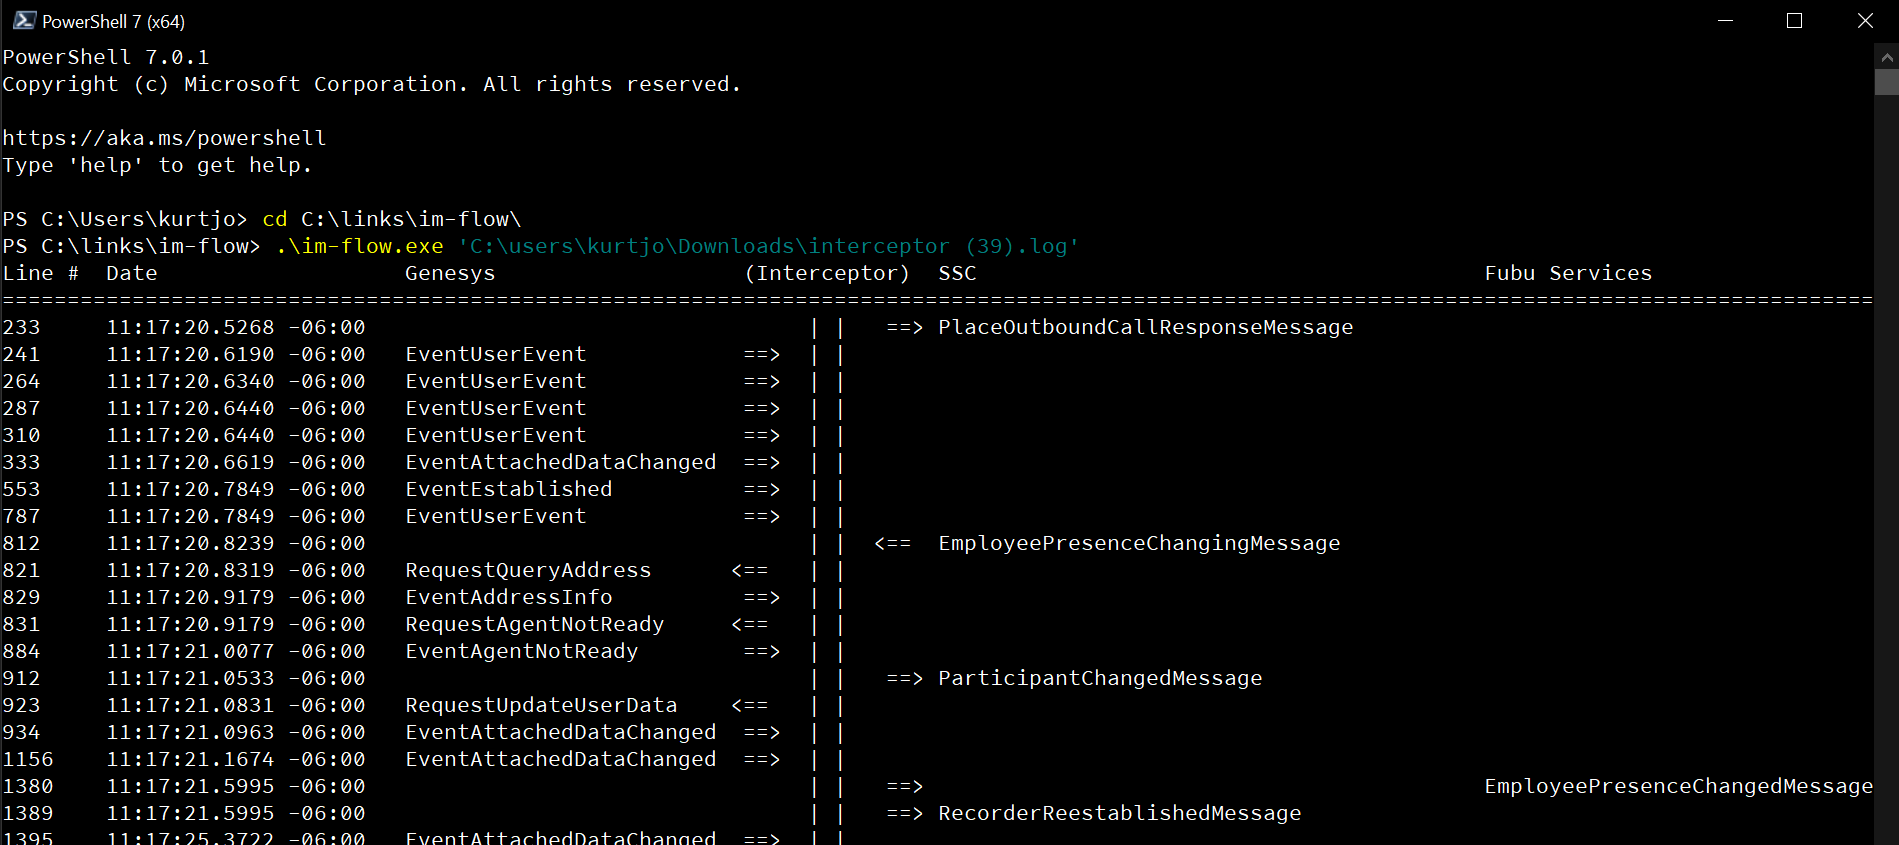 PowerShell 7 (x64)
PowerShell 7.0.1
Copyright (c) Microsoft Corporation. All rights reserved.
https://aka.ms/powershell
Type 'help' to get help.
PS C:\Users\kurtjo> cd C:\links\im-flow\
PS C:\links\im-flow> .\im-flow.exe 'C:\users\kurtjo\Downloads\interceptor (39).log'
Line #  Date                   Genesys                   (Interceptor)  SSC                                       Fubu Services
================================================================================================================================================
233     11:17:20.5268 -06:00                                  | |   ==> PlaceOutboundCallResponseMessage
241     11:17:20.6190 -06:00   EventUserEvent            ==>  | |
264     11:17:20.6340 -06:00   EventUserEvent            ==>  | |
287     11:17:20.6440 -06:00   EventUserEvent            ==>  | |
310     11:17:20.6440 -06:00   EventUserEvent            ==>  | |
333     11:17:20.6619 -06:00   EventAttachedDataChanged  ==>  | |
553     11:17:20.7849 -06:00   EventEstablished          ==>  | |
787     11:17:20.7849 -06:00   EventUserEvent            ==>  | |
812     11:17:20.8239 -06:00                                  | |  <==  EmployeePresenceChangingMessage
821     11:17:20.8319 -06:00   RequestQueryAddress      <==   | |
829     11:17:20.9179 -06:00   EventAddressInfo          ==>  | |
831     11:17:20.9179 -06:00   RequestAgentNotReady     <==   | |
884     11:17:21.0077 -06:00   EventAgentNotReady        ==>  | |
912     11:17:21.0533 -06:00                                  | |   ==> ParticipantChangedMessage
923     11:17:21.0831 -06:00   RequestUpdateUserData    <==   | |
934     11:17:21.0963 -06:00   EventAttachedDataChanged  ==>  | |
1156    11:17:21.1674 -06:00   EventAttachedDataChanged  ==>  | |
1380    11:17:21.5995 -06:00                                  | |   ==>                                           EmployeePresenceChangedMessage
1389    11:17:21.5995 -06:00                                  | |   ==> RecorderReestablishedMessage
1395    11:17:25.3722 -06:00   EventAttachedDataChanged  ==>  | |